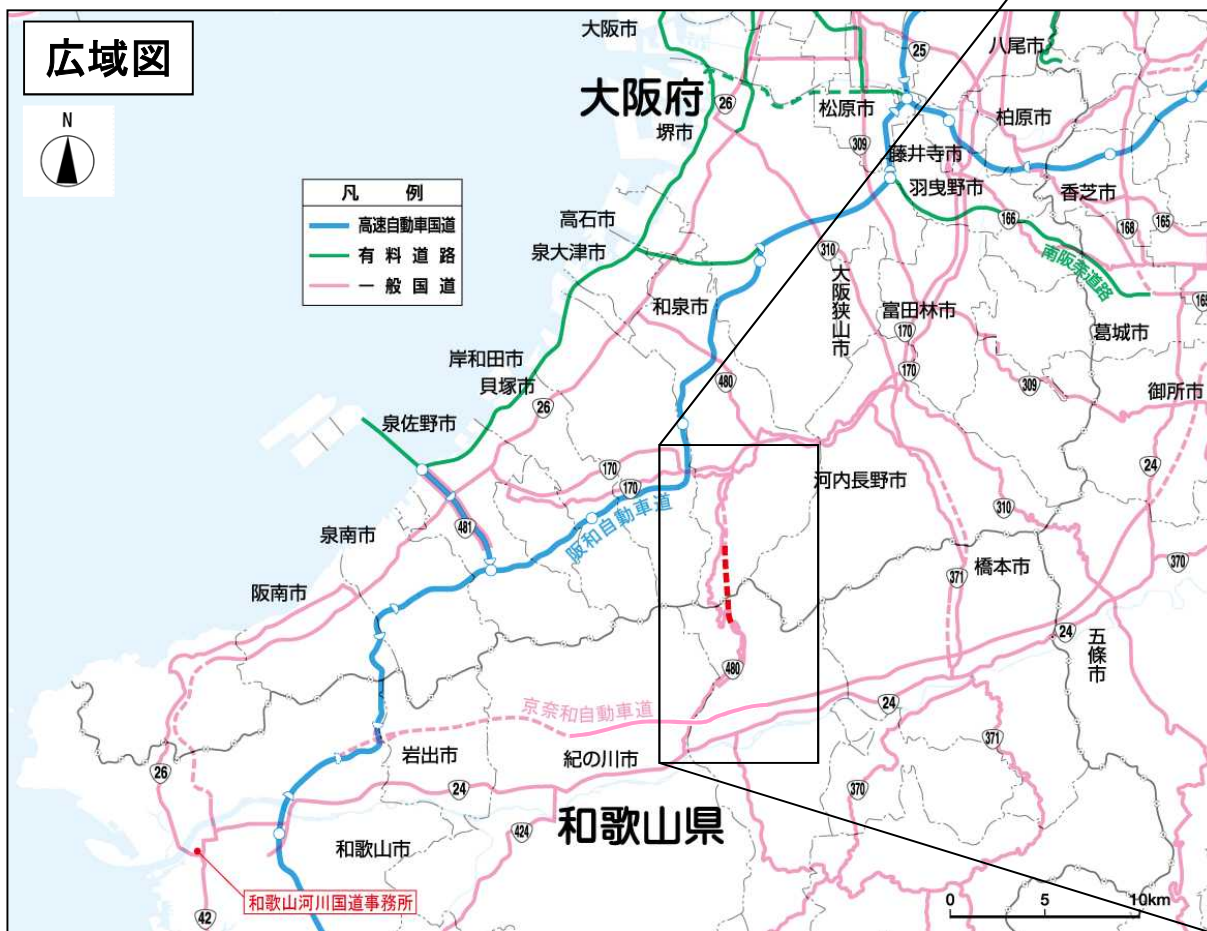 広域図
N
凡 例
高速自動車国道
有料道路
一般国道
大阪市
八尾市
25
大阪府
26
松原市
柏原市
堺市
309
藤井寺市
羽曳野市
香芝市
166
168
165
高石市
泉大津市
310
大阪狭山市
南阪奈道路
165
和泉市
富田林市
170
葛城市
岸和田市
貝塚市
480
170
309
御所市
26
泉佐野市
24
170
170
河内長野市
481
阪和自動車道
310
泉南市
橋本市
370
371
阪南市
24
五條市
480
京奈和自動車道
24
岩出市
紀の川市
371
26
24
370
424
和歌山県
和歌山市
和歌山河川国道事務所
42
0 5 10km